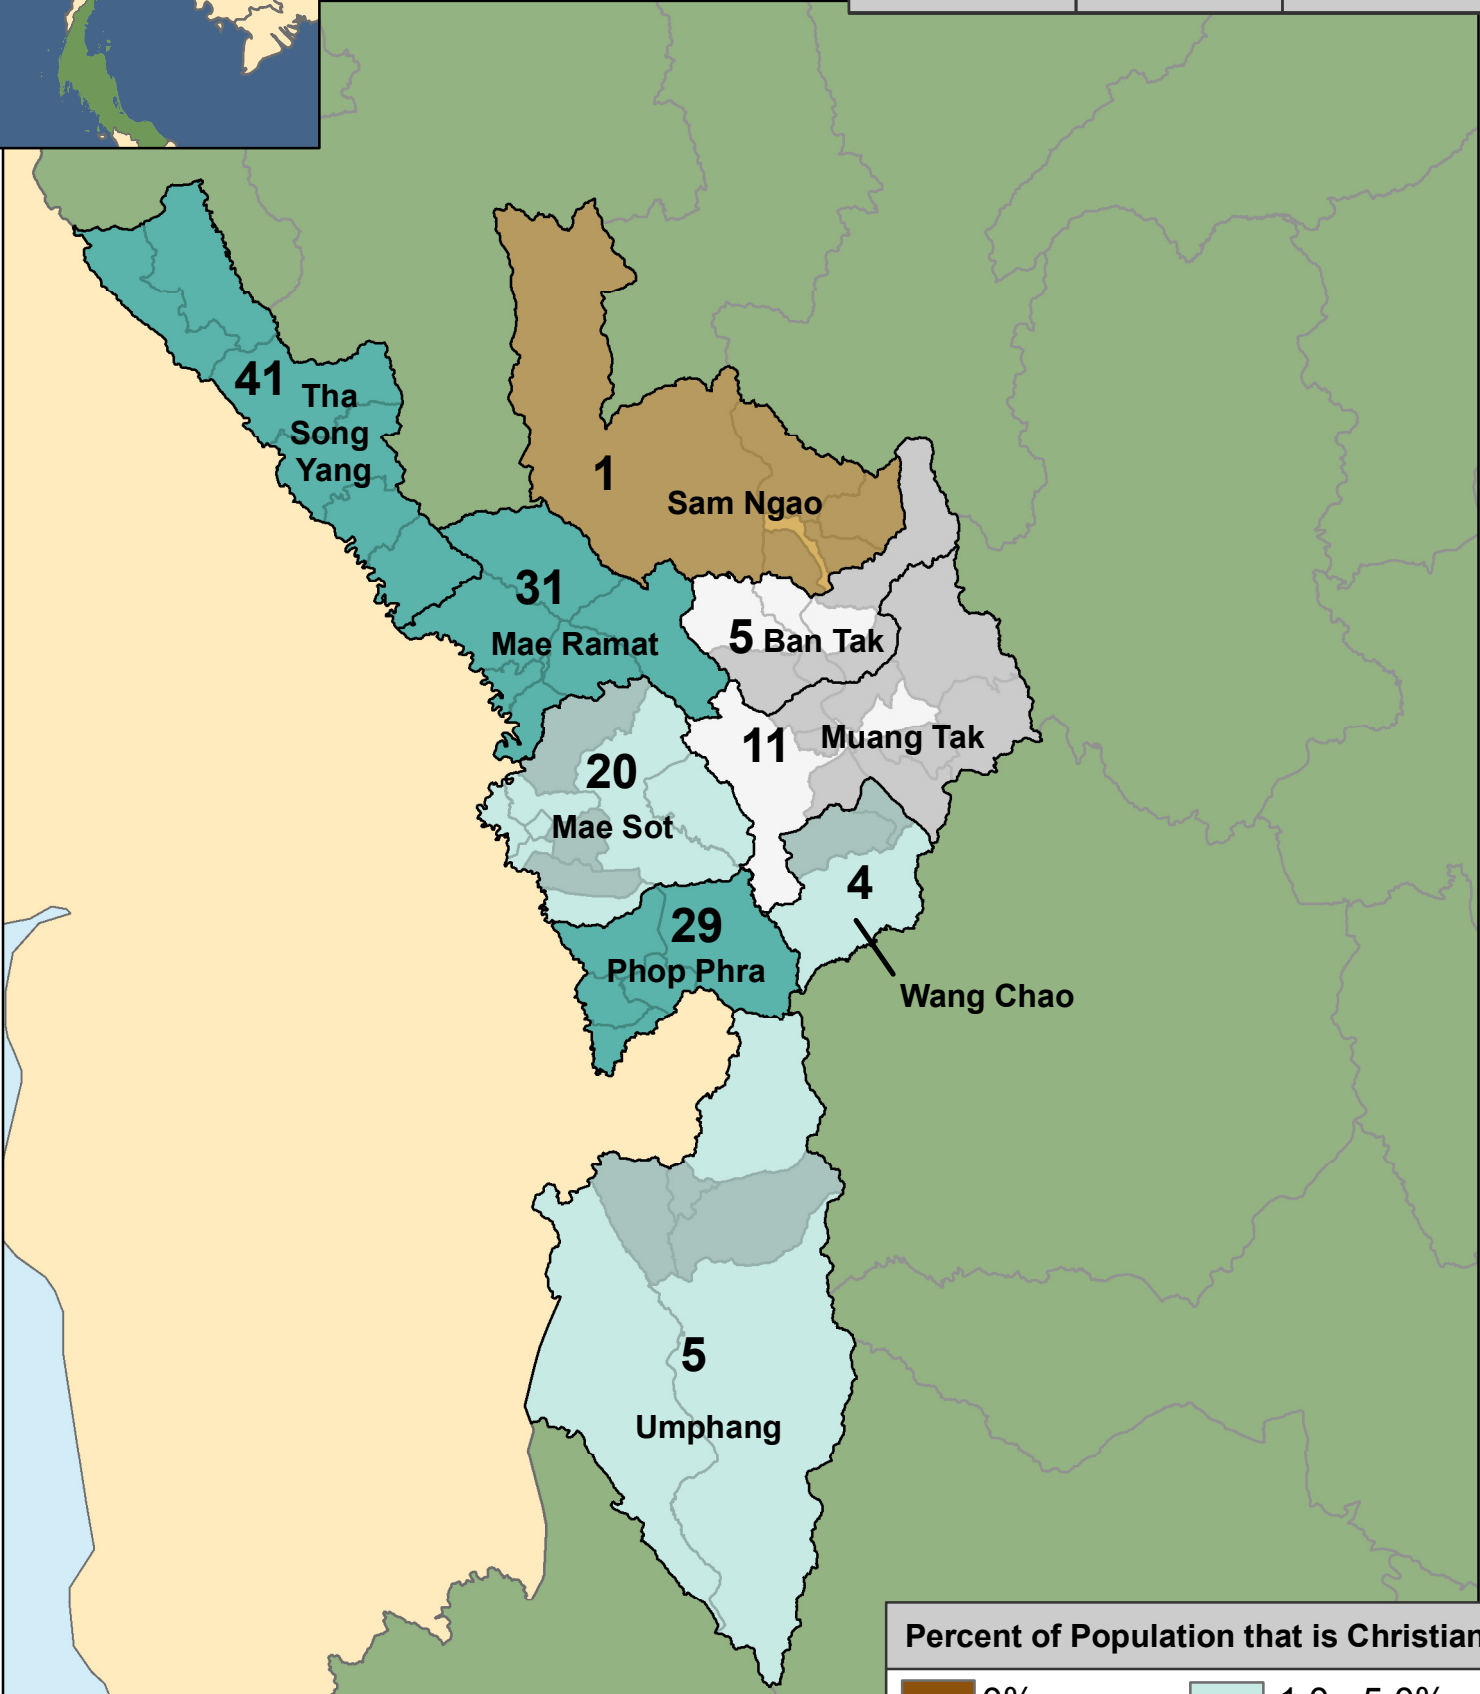 41
Tha
Song
Yang
1
Sam Ngao
31
Mae Ramat
5 Ban Tak
11
Muang Tak
20
Mae Sot
4
29
Phop Phra
Wang Chao
5
Umphang
Percent of Population that is Christian